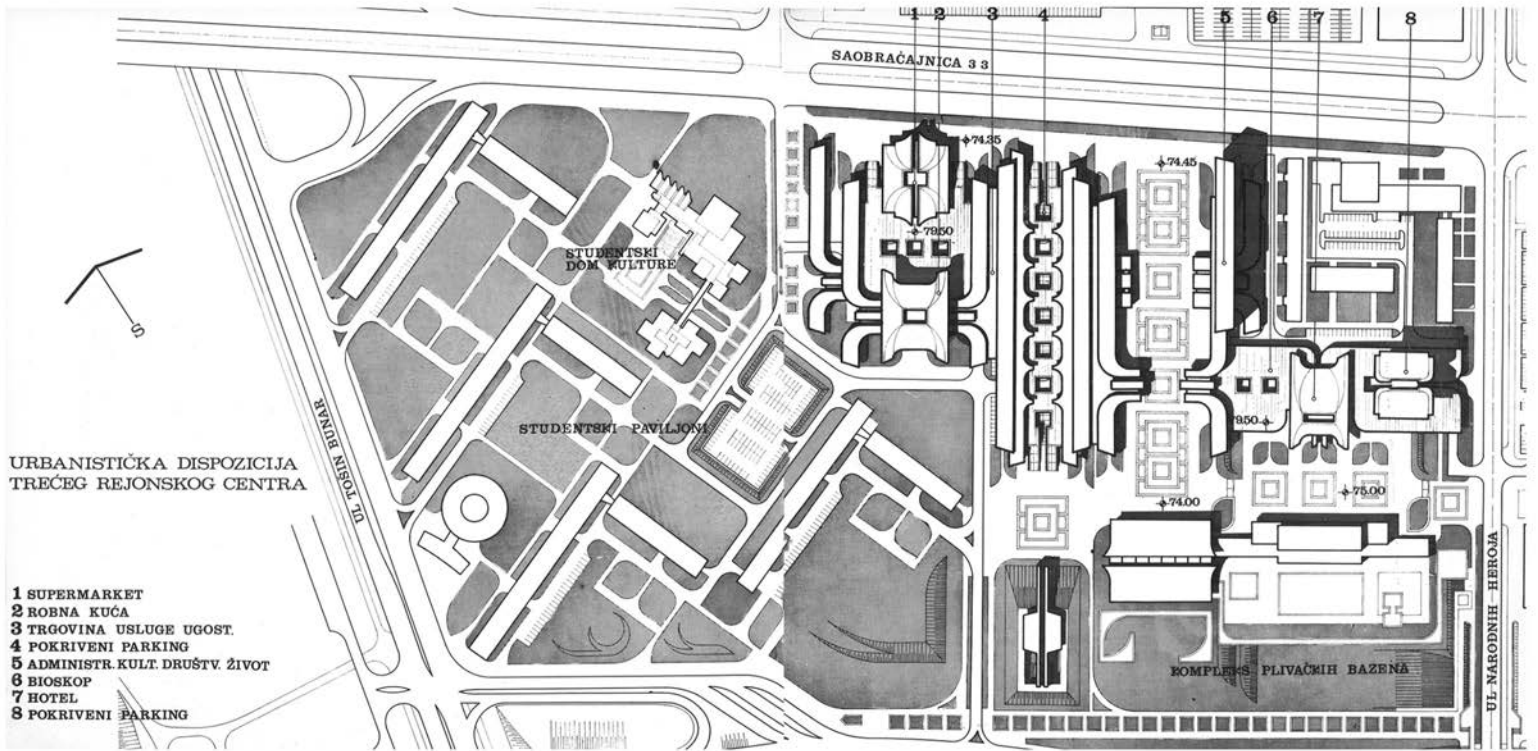 1 2 3 4 5 6 7 8
SAOBRAĆAJNICA 33
74.35
74.45
79.50
STUDENTSKI
DOM KULTURE
S
STUDENTSKI PAVILJONI
79.50
URBANISTIČKA DISPOZICIJA
TREĆEG REJONSKOG CENTRA
UL TOŠIN BUNAR
74.00
75.00
UL NARODNIH HEROJA
1 SUPERMARKET
2 ROBNA KUĆA
3 TRGOVINA USLUGE UGOST.
4 POKRIVENI PARKING
5 ADMINISTR. KULT. DRUŠTV. ŽIVOT
6 BIOSKOP
7 HOTEL
8 POKRIVENI PARKING
KOMPLEKS PLIVAČKIH BAZENA